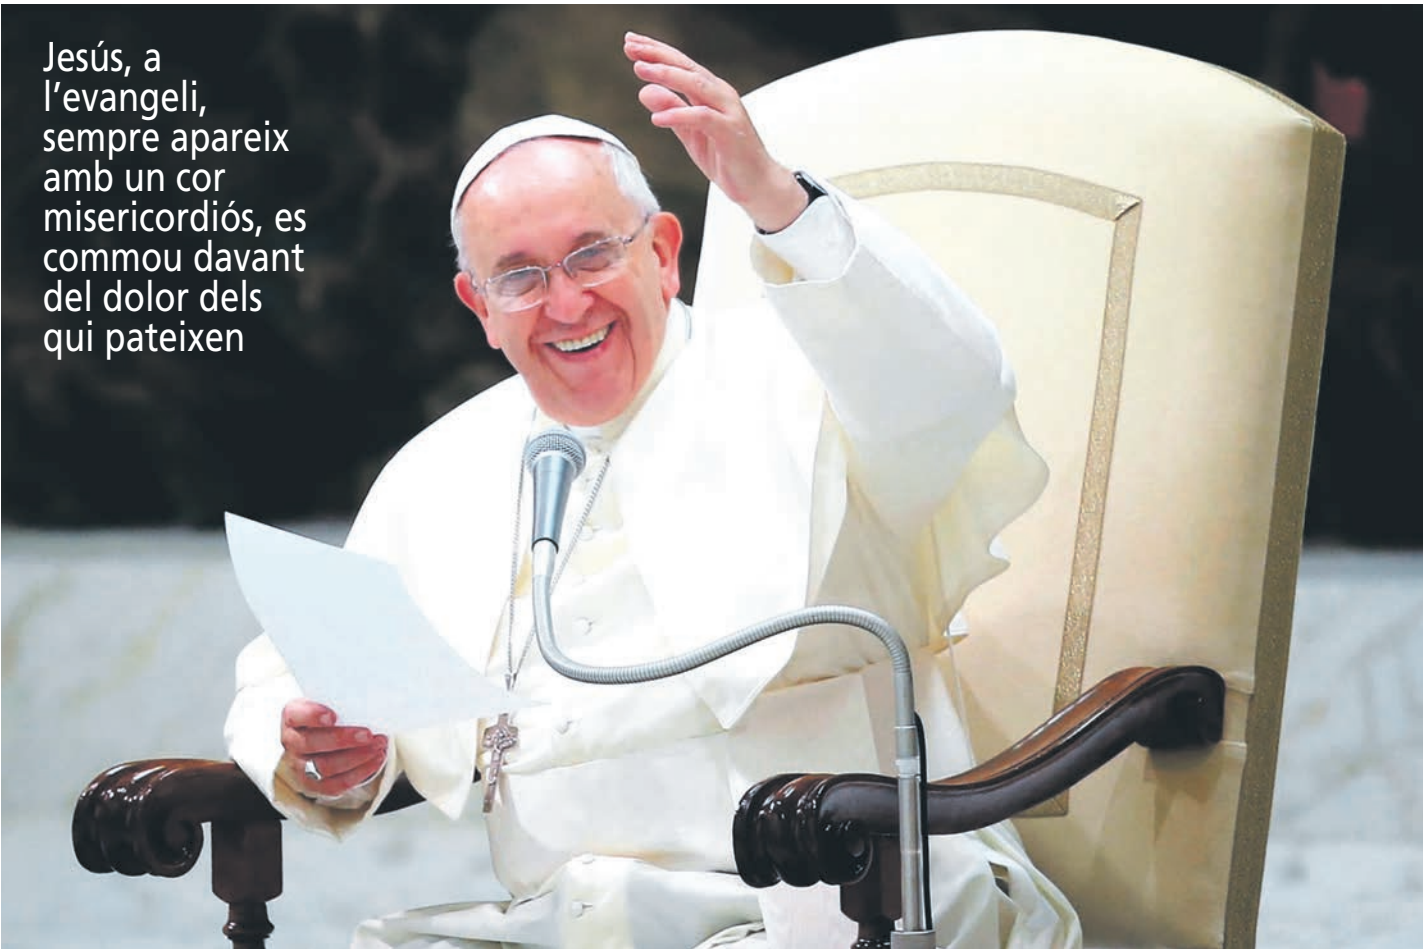 Jesús, a
l’evangeli,
sempre apareix
amb un cor
misericordiós, es
commou davant
del dolor dels
qui pateixen